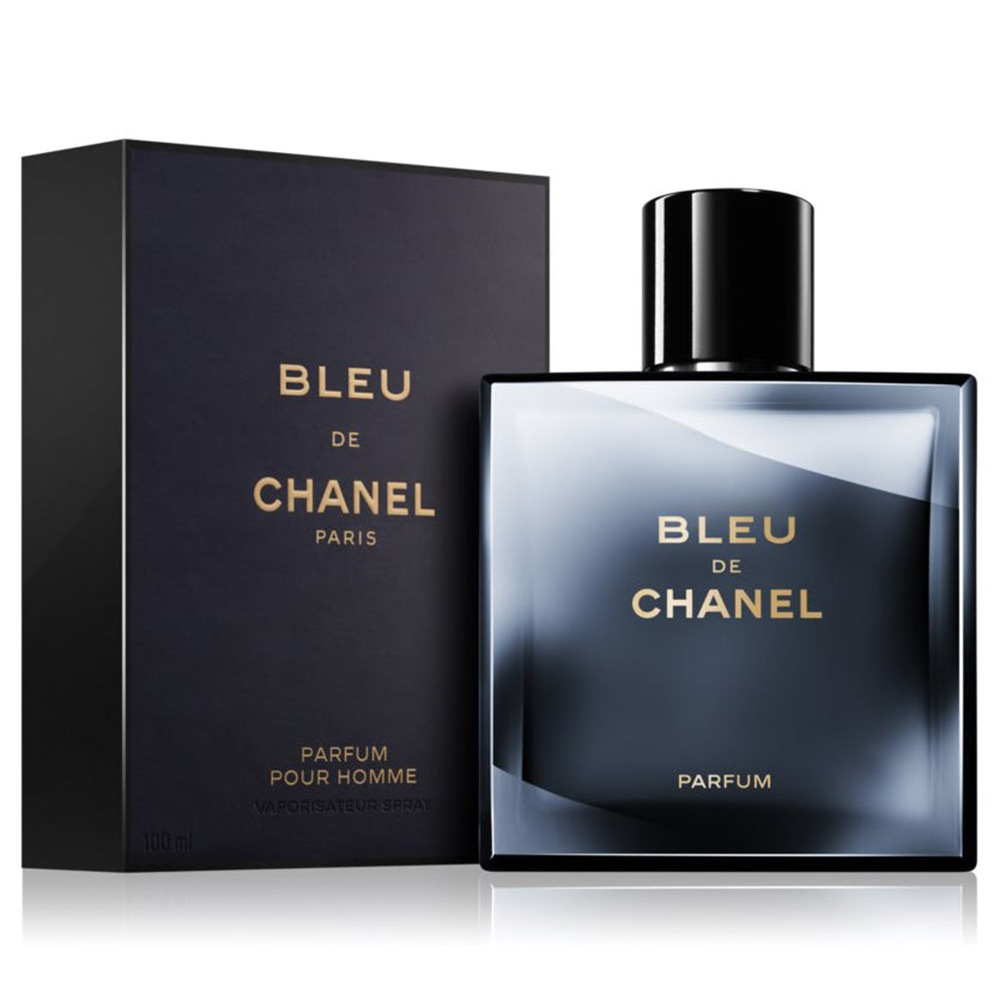 BLEU
DE
CHANEL
PARIS
PARFUM
POUR HOMME
VAPORISATEUR SPRAY
100 ml
BLEU
DE
CHANEL
PARFUM